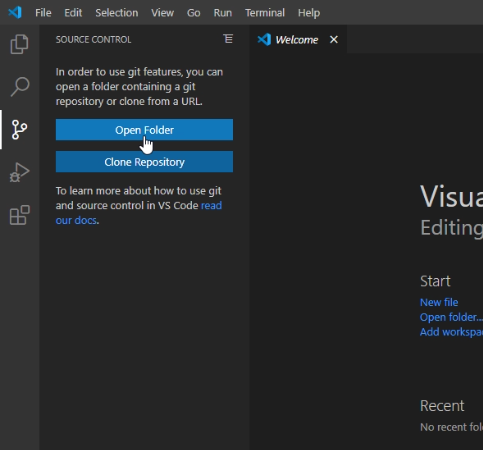 File Edit Selection View Go Run Terminal Help
SOURCE CONTROL
Welcome
In order to use git features, you can
open a folder containing a git
repository or clone from a URL.
Open Folder
Clone Repository
To learn more about how to use git
and source control in VS Code read
our docs.
Visua
Editing
Start
New file
Open folder...
Add workspac
Recent
No recent fol